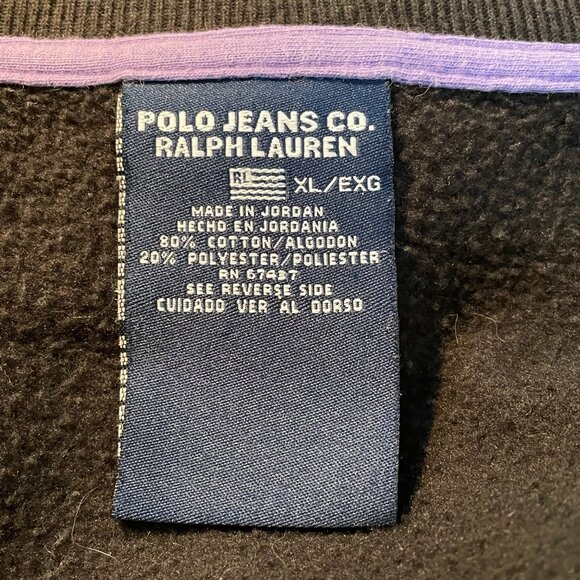 POLO JEANS CO.
RALPH LAUREN
RL XL/EXG
MADE IN JORDAN
HECHO EN JORDANIA
80% COTTON/ALGODON
20% POLYESTER/POLIESTER
RN 67437
SEE REVERSE SIDE
CUIDADO VER AL DORSO